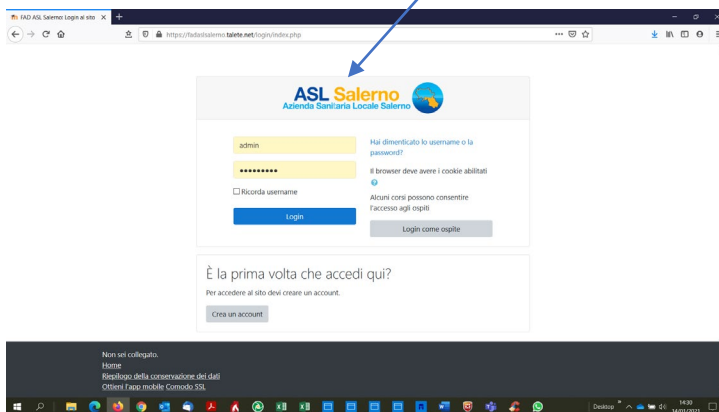 FAD ASL Salerno: Login al sito
https://fadaslsalerno.talete.net/login/index.php
ASL Salerno
Azienda Sanitaria Locale Salerno
admin
Hai dimenticato lo username o la
password?
•••••••••
Il browser deve avere i cookie abilitati
Ricorda username
Alcuni corsi possono consentire
l'accesso agli ospiti
Login
Login come ospite
È la prima volta che accedi qui?
Per accedere al sito devi creare un account.
Crea un account
Non sei collegato.
Home
Riepilogo della conservazione dei dati
Ottieni l'app mobile Comodo SSL
Desktop
14:30
14/01/2021